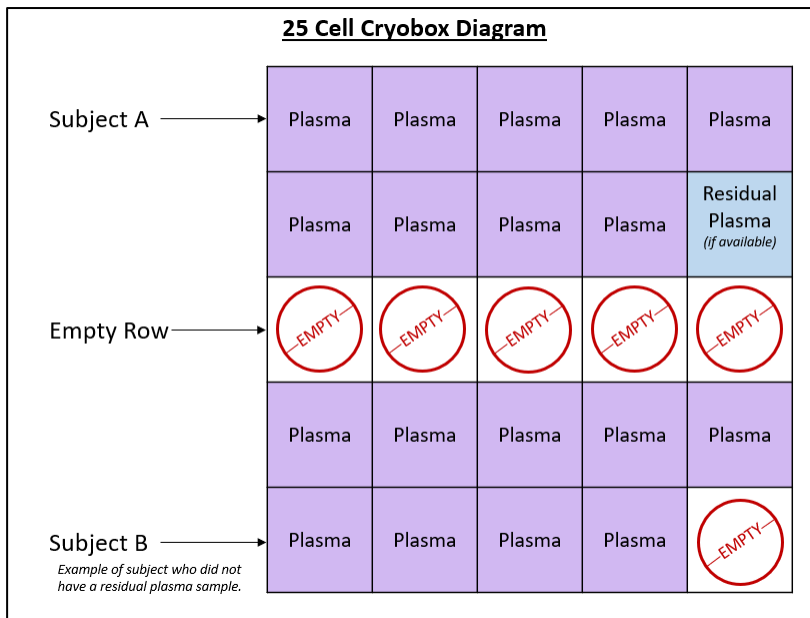 25 Cell Cryobox Diagram
Subject A
Plasma Plasma Plasma Plasma Plasma
Plasma Plasma Plasma Plasma Residual
Plasma
(if available)
Empty Row
EMPTY EMPTY EMPTY EMPTY EMPTY
Plasma Plasma Plasma Plasma Plasma
Subject B
Plasma Plasma Plasma Plasma EMPTY
Example of subject who did not
have a residual plasma sample.